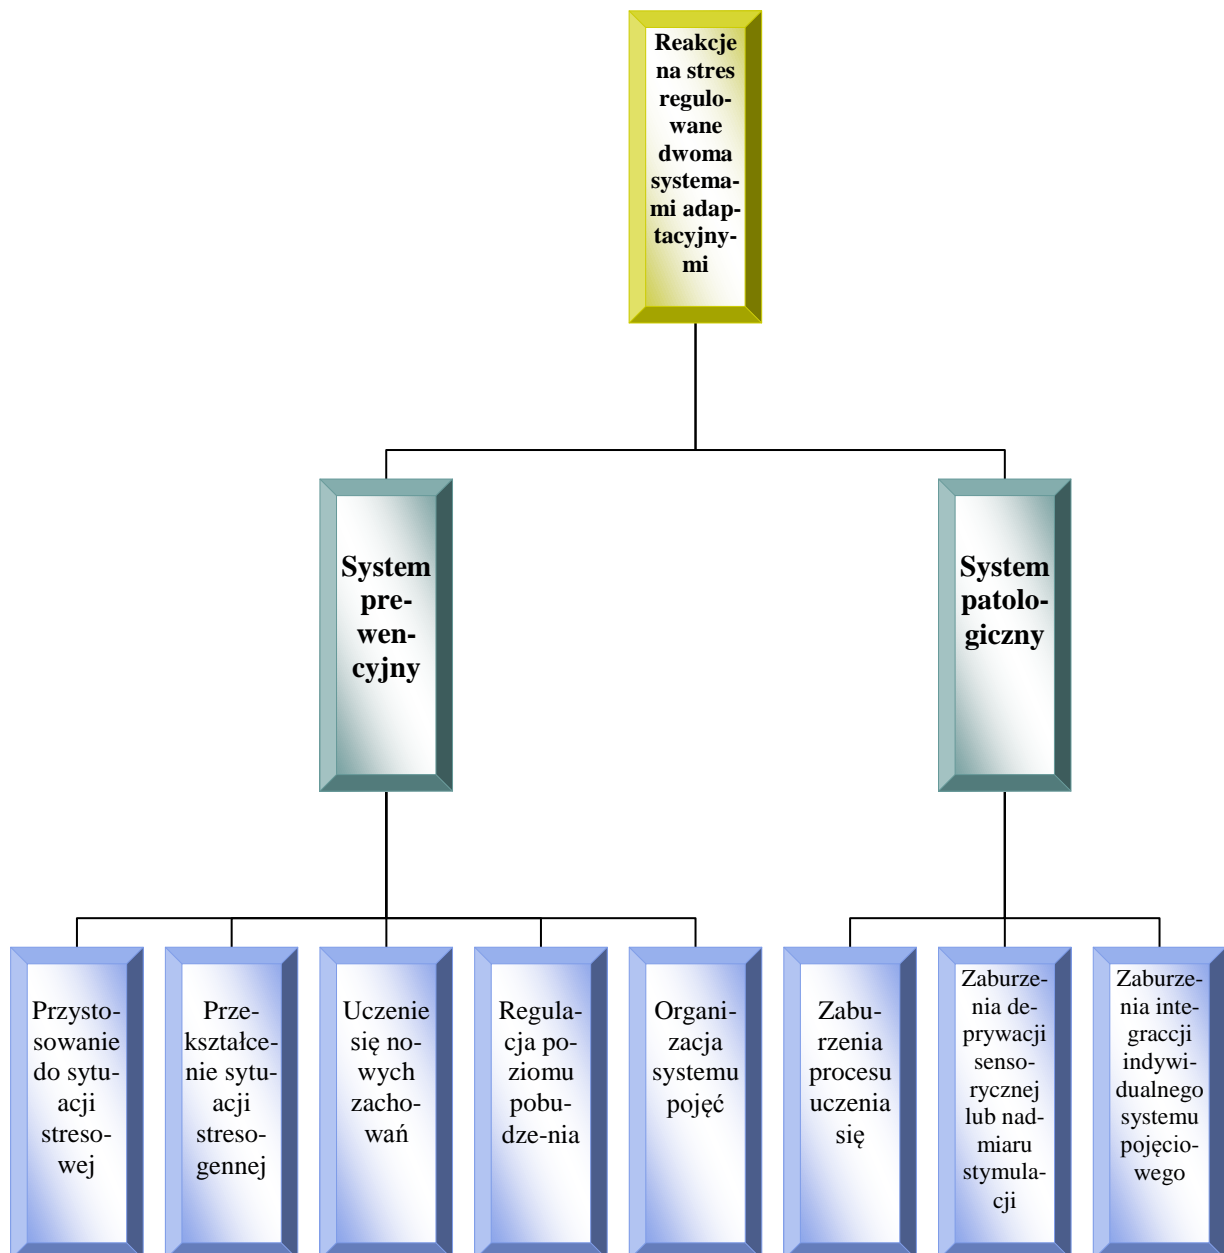 Reakcje
na stres
regulo-
wane
dwoma
systema-
mi adap-
tacyjny-
mi
System
pre-
wen-
cyjny
System
patolo-
giczny
Przysto-
sowanie
do sytu-
acji
streso-
wej
Prze-
kształce-
nie sytu-
acji
streso-
gennej
Uczenie
się no-
wych
zacho-
wań
Regula-
cja po-
ziomu
pobu-
dze-nia
Organi-
zacja
systemu
pojęć
Zabu-
rzenia
procesu
uczenia
się
Zaburze-
nia de-
prywacji
senso-
rycznej
lub nad-
miaru
stymula-
cji
Zaburze-
nia inte-
graccji
indywi-
dualnego
systemu
pojęcio-
wego